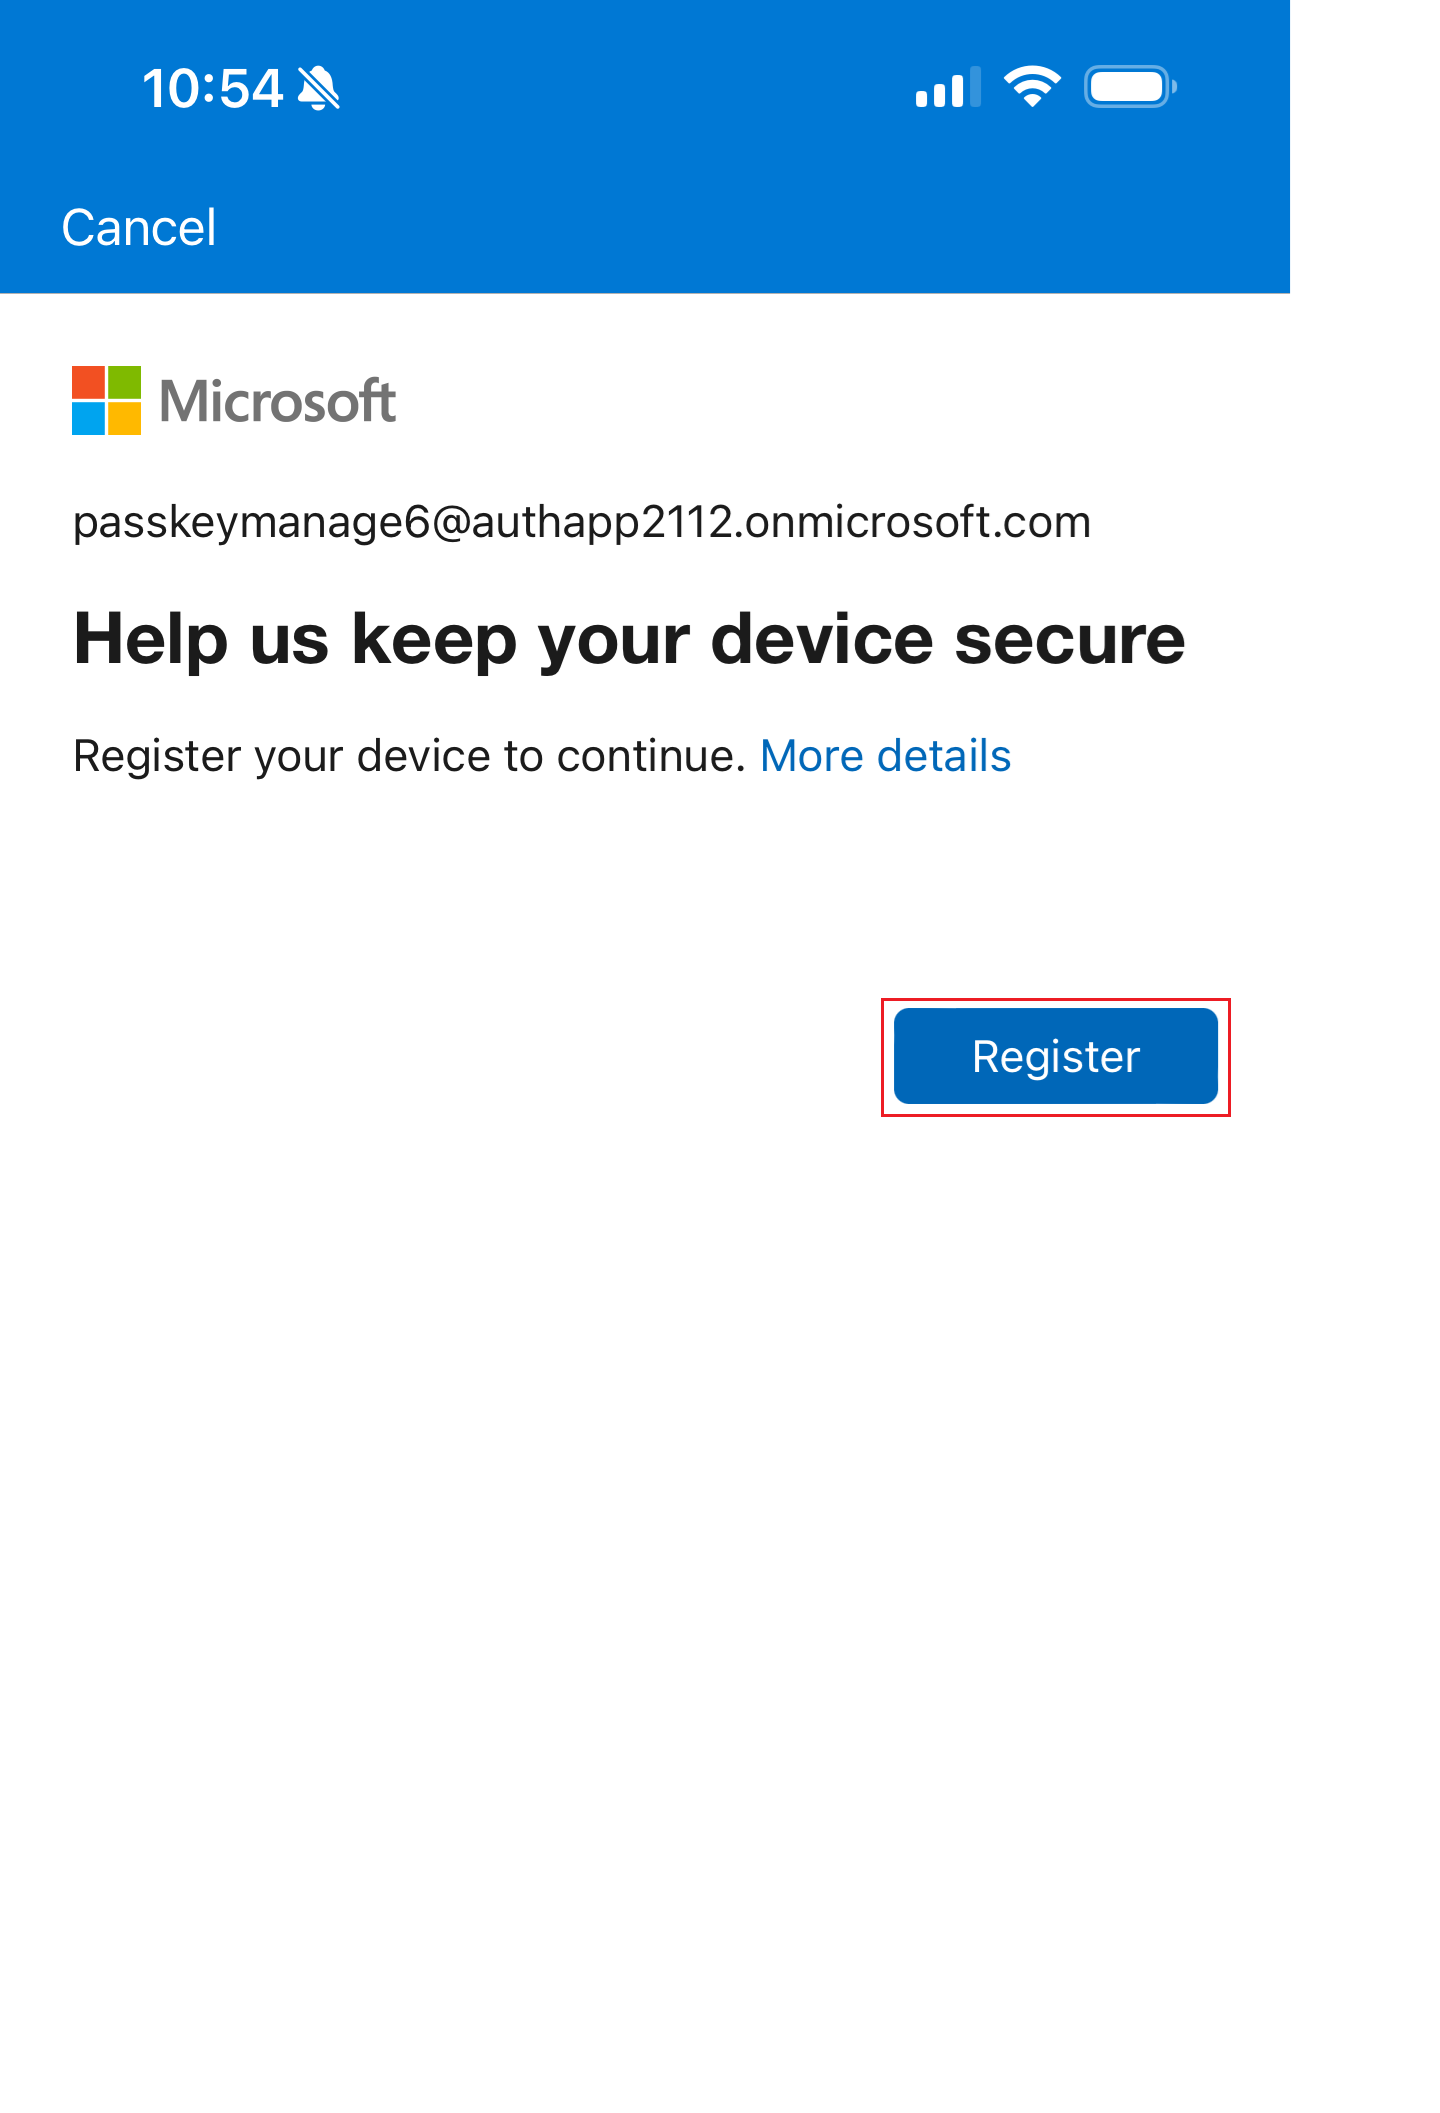 10:54
Cancel
Microsoft
passkeymanage6@authapp2112.onmicrosoft.com
Help us keep your device secure
Register your device to continue. More details
Register